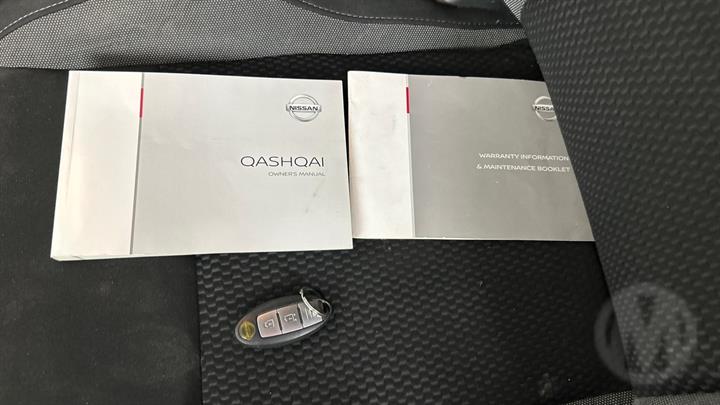 NISSAN
QASHQAI
OWNER'S MANUAL
NISSAN
WARRANTY INFORMATION
& MAINTENANCE BOOKLET